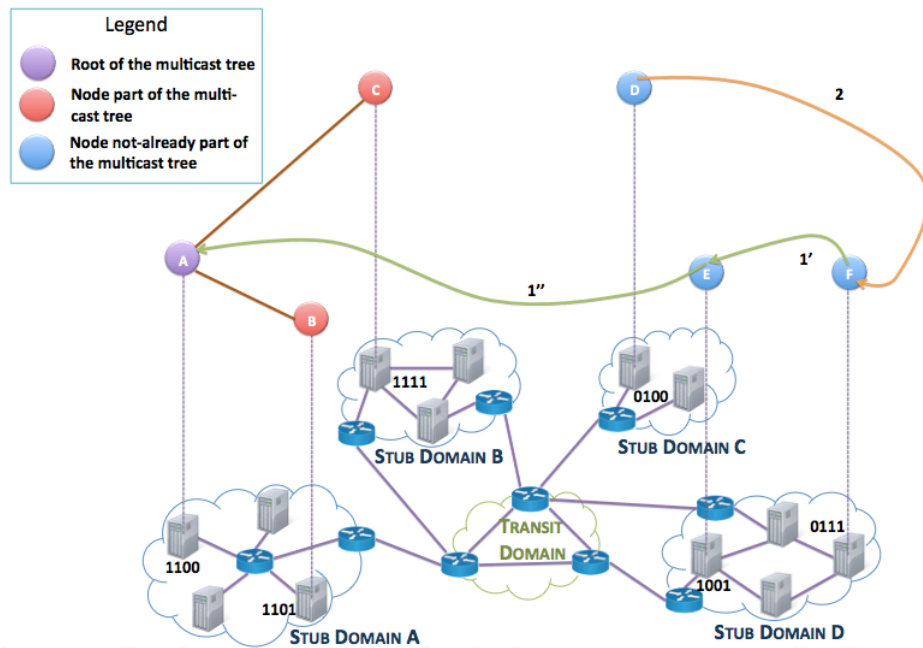 Legend
Root of the multicast tree
Node part of the multi-
cast tree
Node not-already part of
the multicast tree
C
D
2
A
1''
E
1'
F
B
1111
0100
STUB DOMAIN B
STUB DOMAIN C
TRANSIT
DOMAIN
0111
1100
1001
1101
STUB DOMAIN A
STUB DOMAIN D